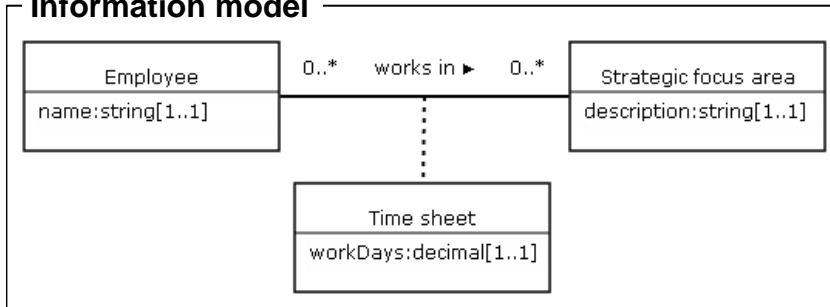 Information model
Employee
name:string[1..1]
0..* works in ► 0..*
Strategic focus area
description:string[1..1]
Time sheet
workDays:decimal[1..1]